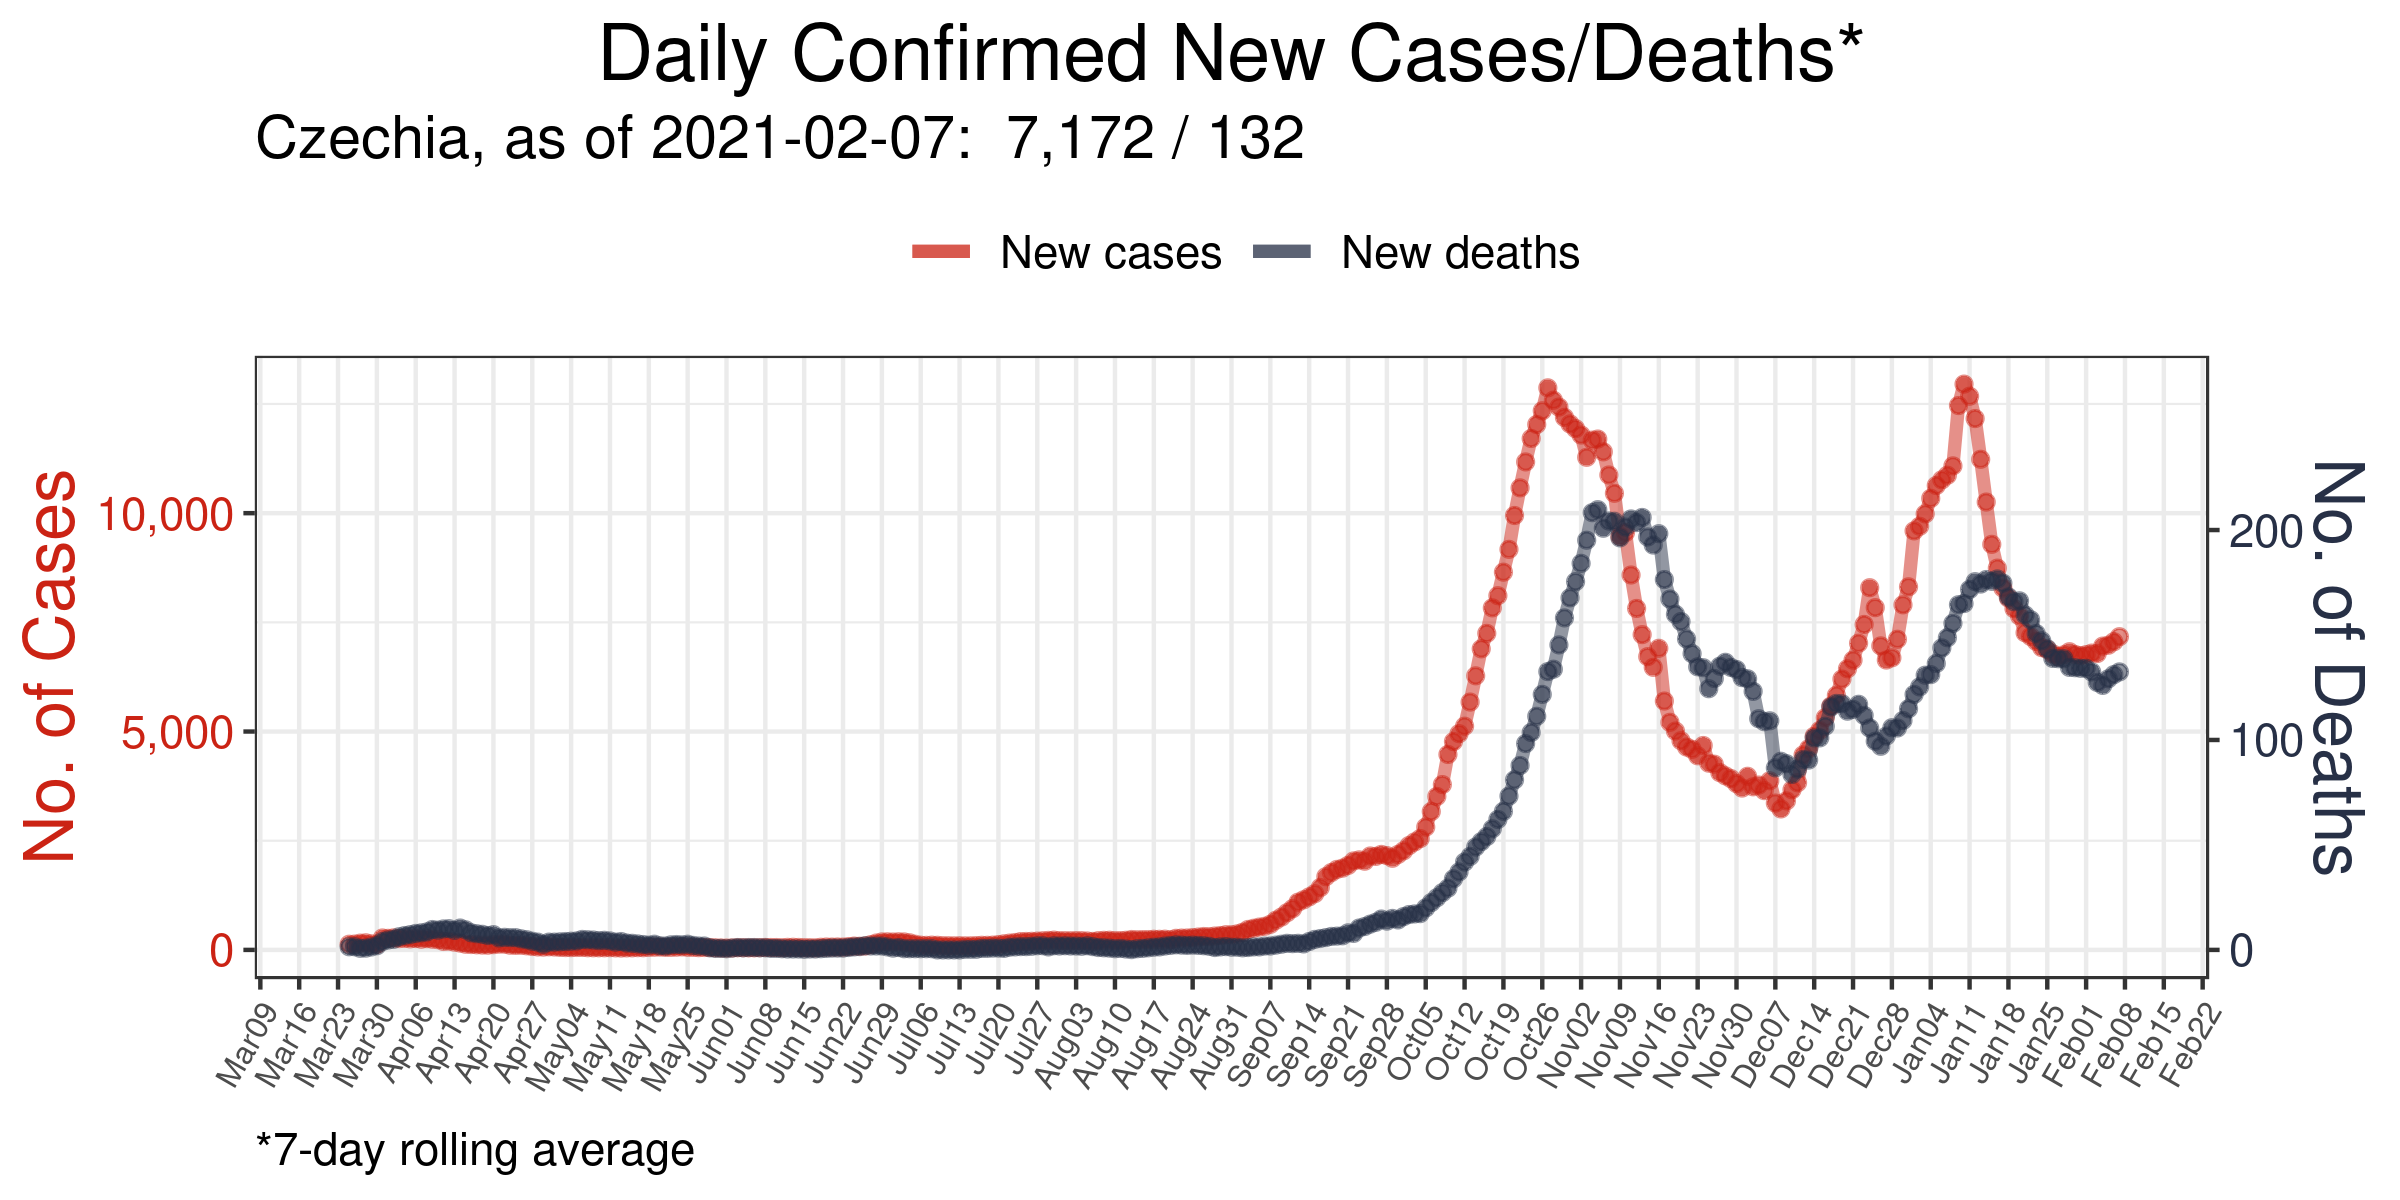 Daily Confirmed New Cases/Deaths*
Czechia, as of 2021-02-07:  7,172 / 132
New cases
New deaths
No. of Cases
10,000
5,000
0
200
100
0
No. of Deaths
Mar09
Mar16
Mar23
Mar30
Apr06
Apr13
Apr20
Apr27
May04
May11
May18
May25
Jun01
Jun08
Jun15
Jun22
Jun29
Jul06
Jul13
Jul20
Jul27
Aug03
Aug10
Aug17
Aug24
Aug31
Sep07
Sep14
Sep21
Sep28
Oct05
Oct12
Oct19
Oct26
Nov02
Nov09
Nov16
Nov23
Nov30
Dec07
Dec14
Dec21
Dec28
Jan04
Jan11
Jan18
Jan25
Feb01
Feb08
Feb15
Feb22
*7-day rolling average